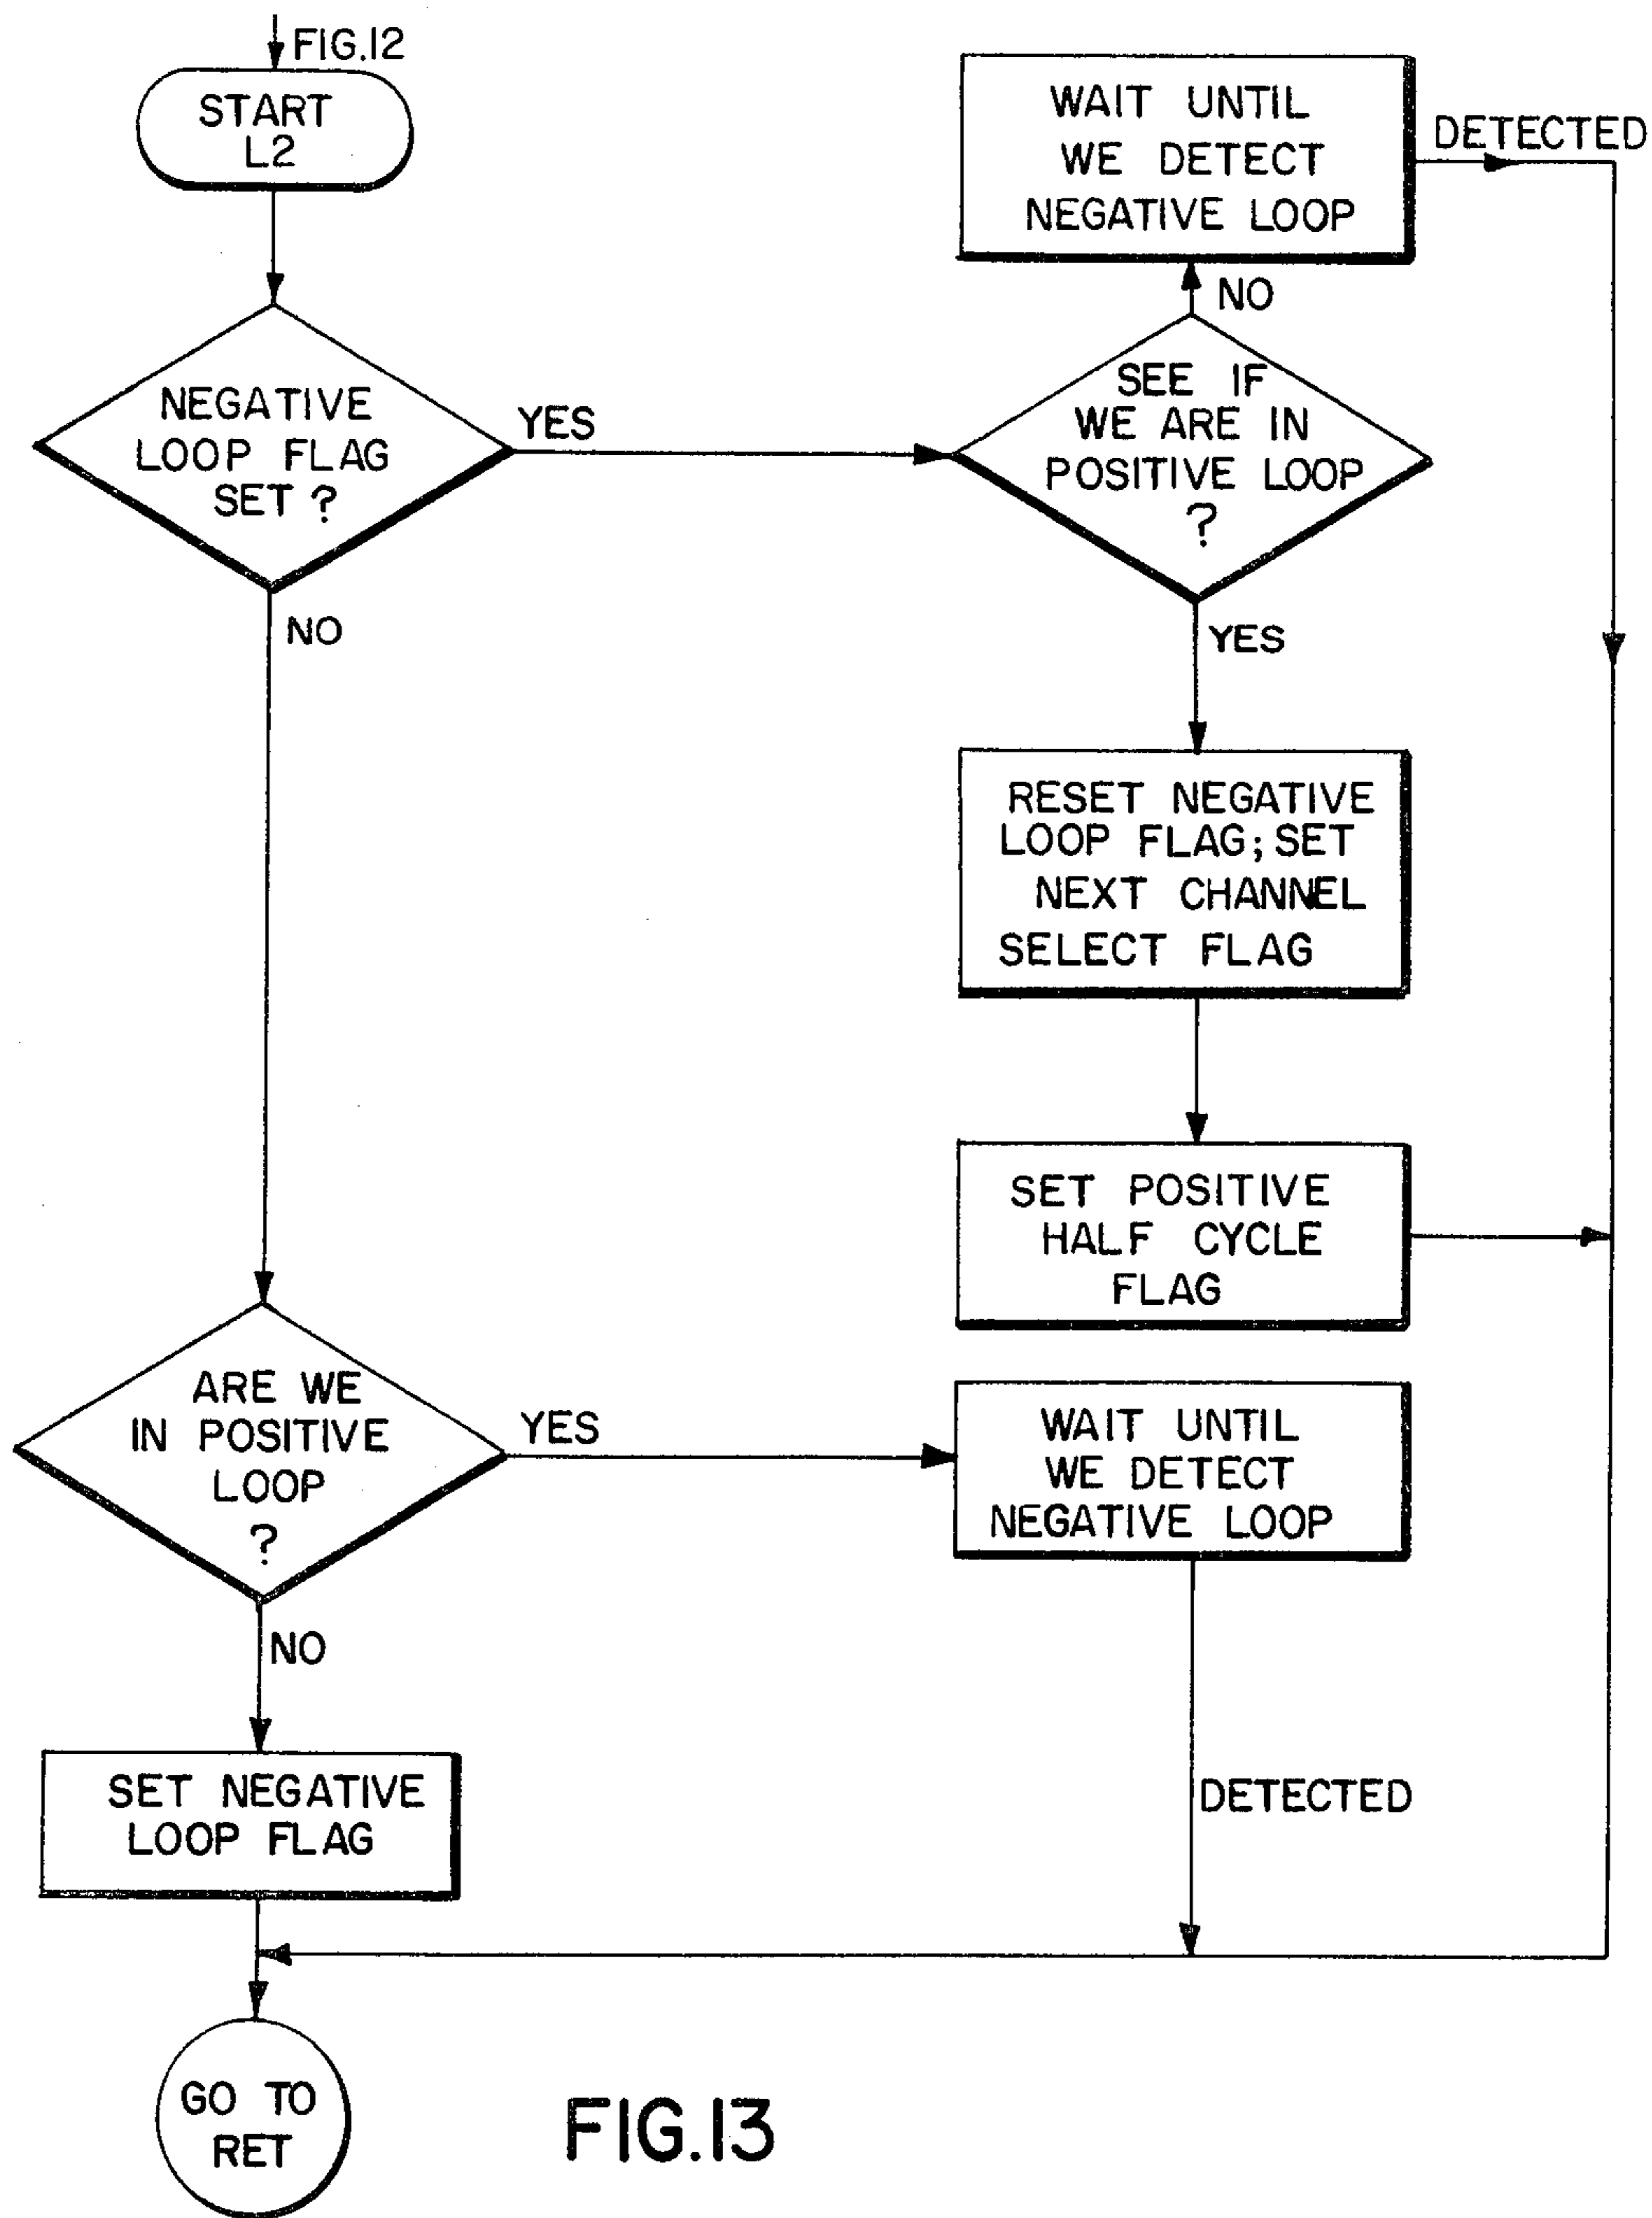 FIG.12
START
L2
NEGATIVE
LOOP FLAG
SET ?
YES
NO
WAIT UNTIL
WE DETECT
NEGATIVE LOOP
DETECTED
NO
SEE IF
WE ARE IN
POSITIVE LOOP
?
YES
RESET NEGATIVE
LOOP FLAG; SET
NEXT CHANNEL
SELECT FLAG
SET POSITIVE
HALF CYCLE
FLAG
ARE WE
IN POSITIVE
LOOP
?
YES
NO
WAIT UNTIL
WE DETECT
NEGATIVE LOOP
DETECTED
SET NEGATIVE
LOOP FLAG
GO TO
RET
FIG.13